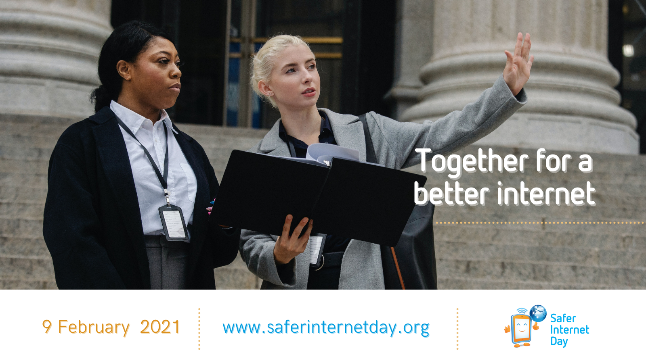 Together for a
better internet
9 February 2021
www.saferinternetday.org
Safer
Internet
Day